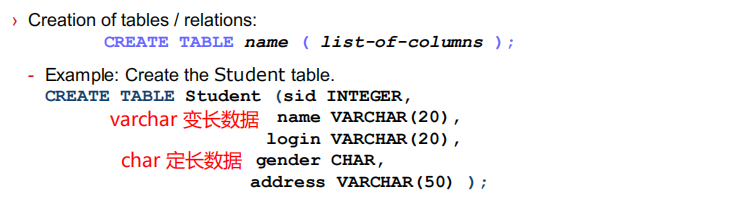 › Creation of tables / relations:
CREATE TABLE name ( list-of-columns );
- Example: Create the Student table.
CREATE TABLE Student (sid INTEGER,
varchar 变长数据 name VARCHAR(20),
login VARCHAR(20),
char 定长数据 gender CHAR,
address VARCHAR(50) );